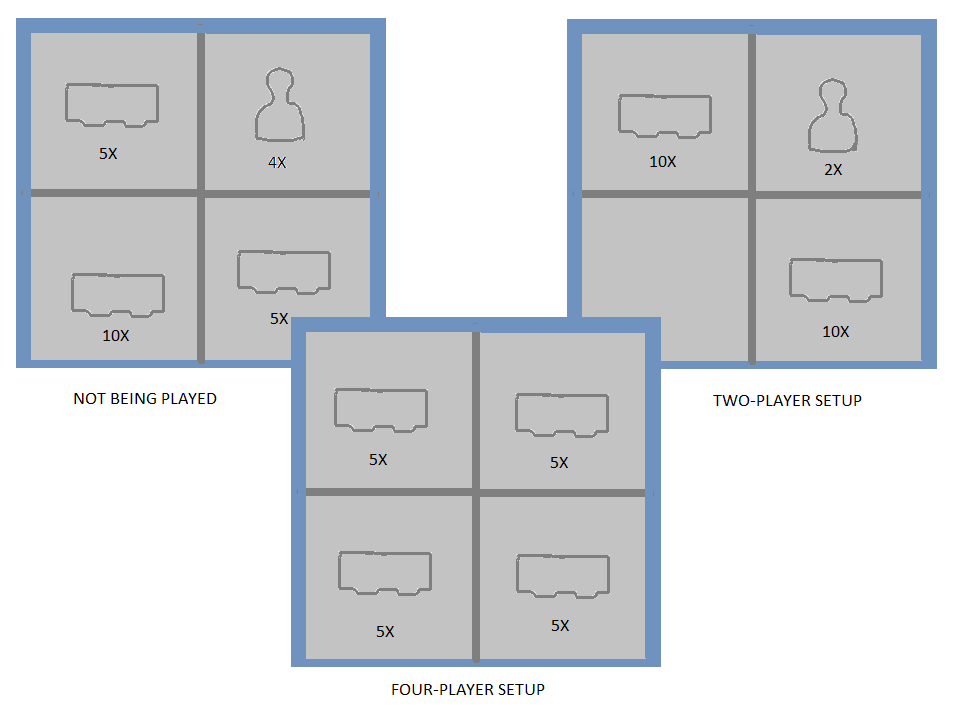 5X
4X
10X
5X
NOT BEING PLAYED
10X
2X
10X
TWO-PLAYER SETUP
5X
5X
5X
5X
FOUR-PLAYER SETUP